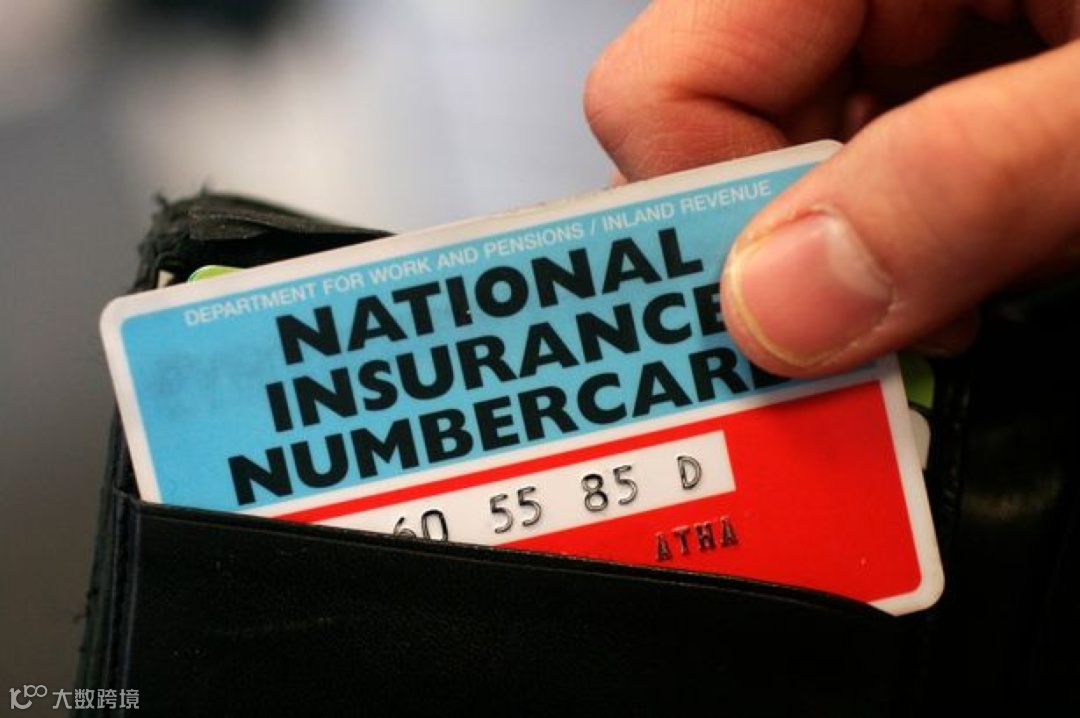 DEPARTMENT FOR WORK AND PENSIONS / INLAND REVENUE
NATIONAL
INSURANCE
NUMBERCARD
60 55 85 D
ATHA
大数跨境